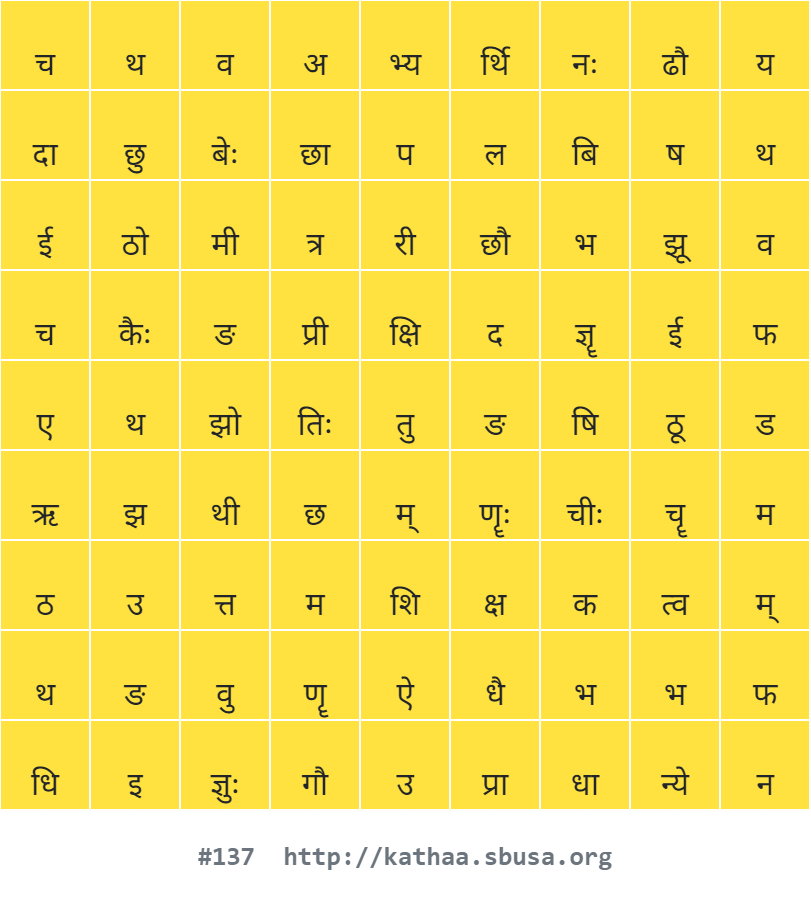 च थ व अ भ्य र्थि नः ढौ य
दा छु बेः छा प ल बि ष थ
ई ठो मी त्र री छौ भ झू व
च कैः ङ प्री क्षि द ज्ञॄ ई फ
ए थ झो तिः तु ङ षि ठू ड
ऋ झ थी छ म् णॄः चीः चॄ म
ठ उ त्त म शि क्ष क त्व म्
थ ङ वु णॄ ऐ धै भ भ फ
धि इ ज्ञुः गौ उ प्रा धा न्ये न
#137 http://kathaa.sbusa.org